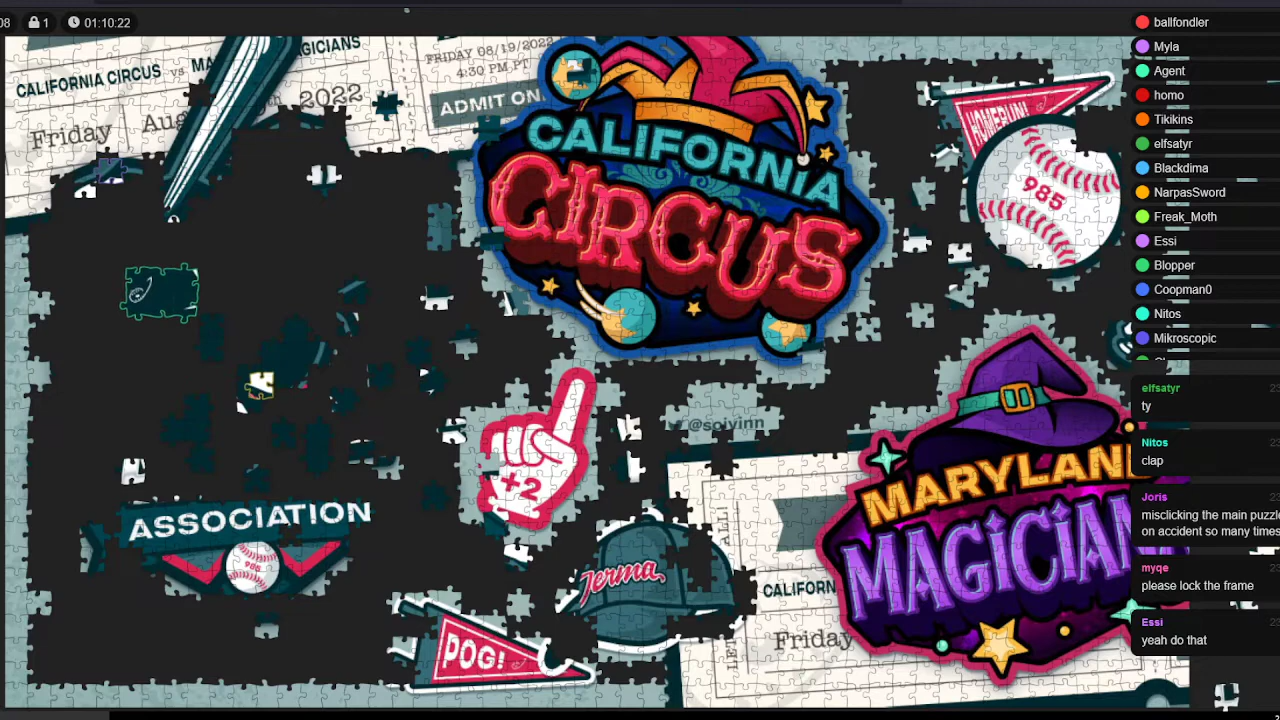 08
1
01:10:22
CALIFORNIA CIRCUS vs MA
AGICIANS
Friday
Aug
2022
FRIDAY 08/19/2022
4:30 PM PT
ADMIT ON
CALIFORNIA
CIRCUS
HOMERUN!
985
@soivinn
+2
ASSOCIATION
985
Jerma
POG!
MARYLAN
MAGiCiAN
CALIFORN
Friday
ballfondler
Myla
Agent
homo
Tikikins
elfsatyr
Blackdima
NarpasSword
Freak_Moth
Essi
Blopper
Coopman0
Nitos
Mikroscopic
elfsatyr
ty
Nitos
clap
Joris
misclicking the main puzzle
on accident so many times
myqe
please lock the frame
Essi
yeah do that